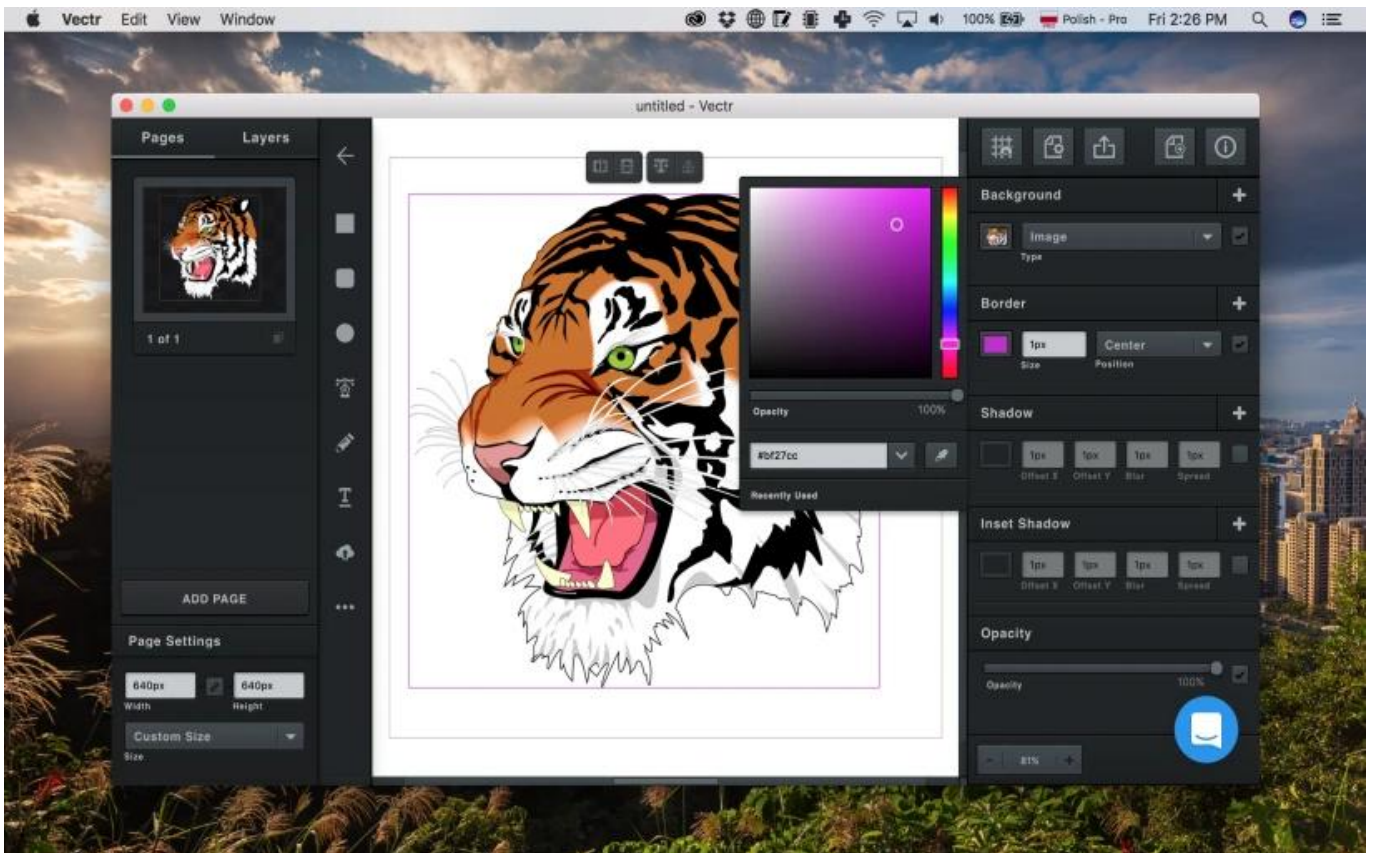 Vectr Edit View Window 100% Polish - Pro Fri 2:26 PM
untitled - Vectr
Pages Layers
1 of 1
ADD PAGE
Page Settings
640px 640px
Width Height
Custom Size
Size
Opacity 100%
#bf27cc
Recently Used
Background
Image
Type
Border
1px Center
Size Position
Shadow
1px 1px 1px 1px
Offset X Offset Y Blur Spread
Inset Shadow
1px 1px 1px 1px
Offset X Offset Y Blur Spread
Opacity
Opacity 100%
- 81% +